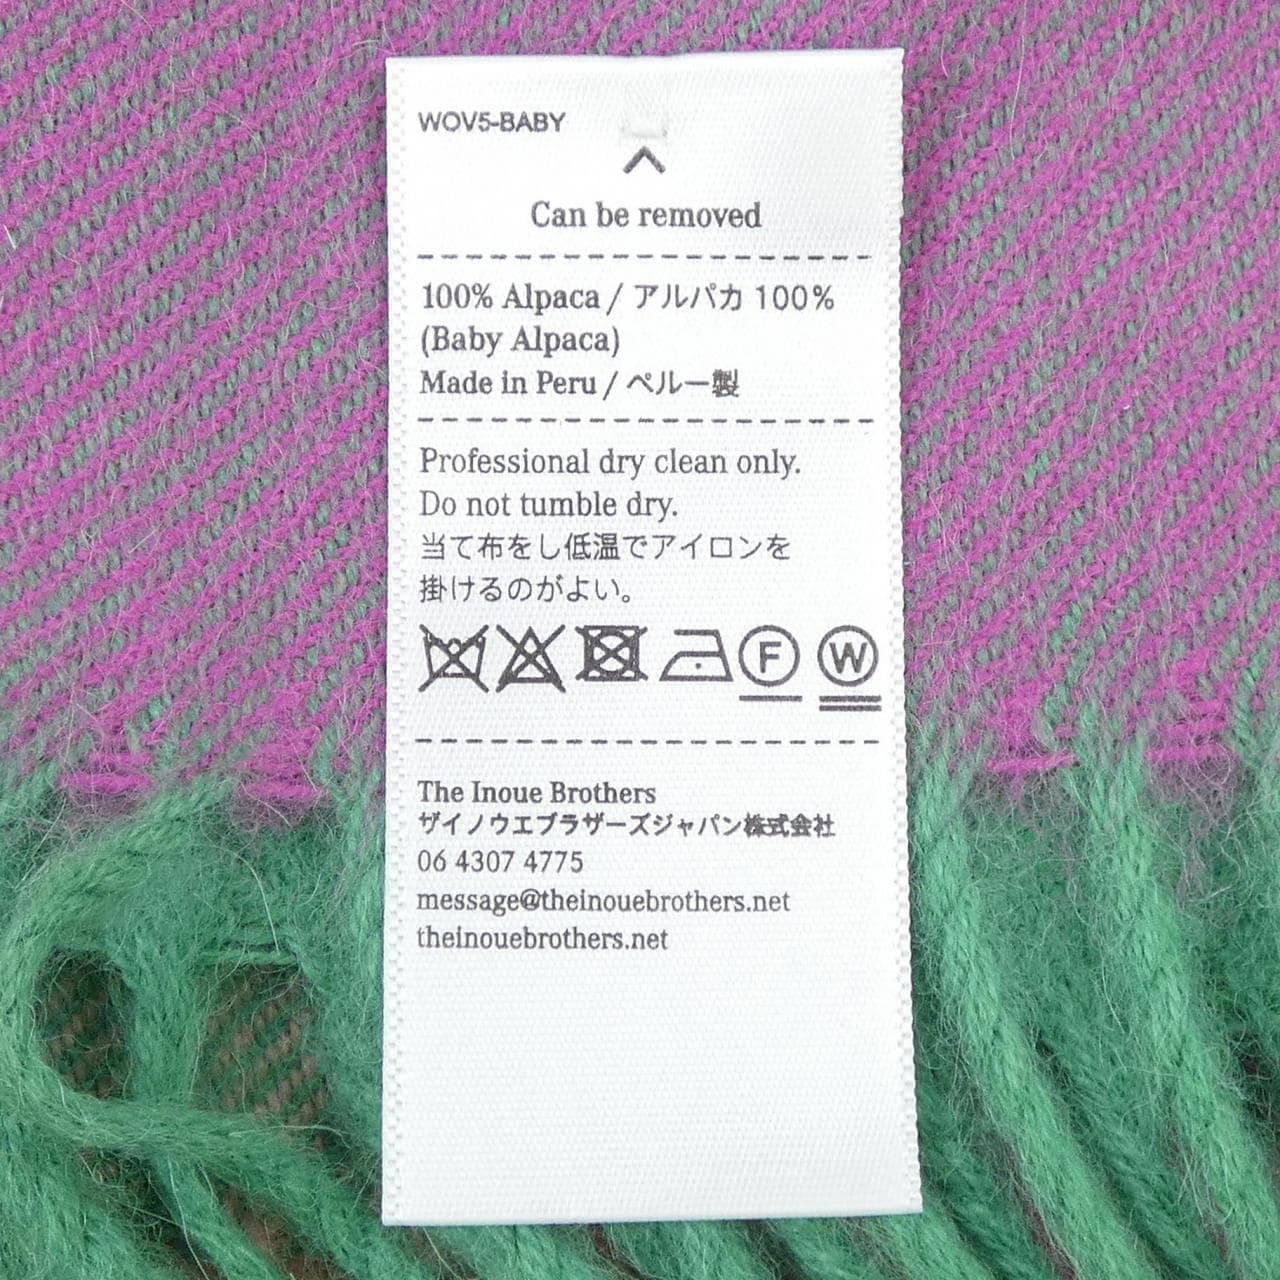 WOV5-BABY
Can be removed
100% Alpaca / アルパカ 100%
(Baby Alpaca)
Made in Peru / ペルー製
Professional dry clean only.
Do not tumble dry.
当て布をし低温でアイロンを
掛けるのがよい。
F W
The Inoue Brothers
ザイノウエブラザーズジャパン株式会社
06 4307 4775
message@theinouebrothers.net
theinouebrothers.net